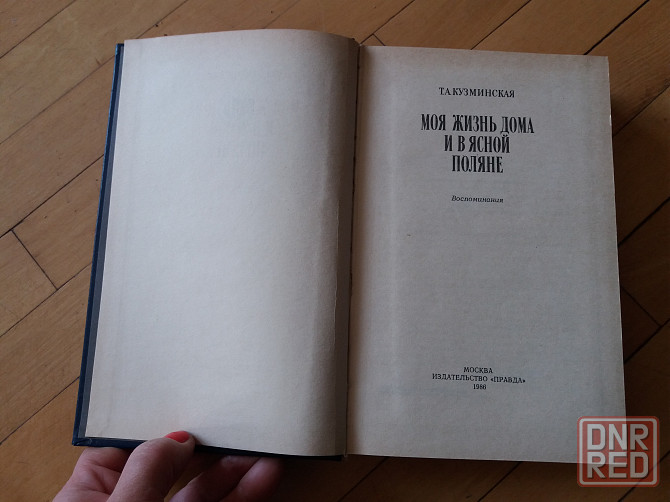 Т.А.КУЗМИНСКАЯ
МОЯ ЖИЗНЬ ДОМА
И В ЯСНОЙ
ПОЛЯНЕ
Воспоминания
МОСКВА
ИЗДАТЕЛЬСТВО «ПРАВДА»
1986
DNR
RED